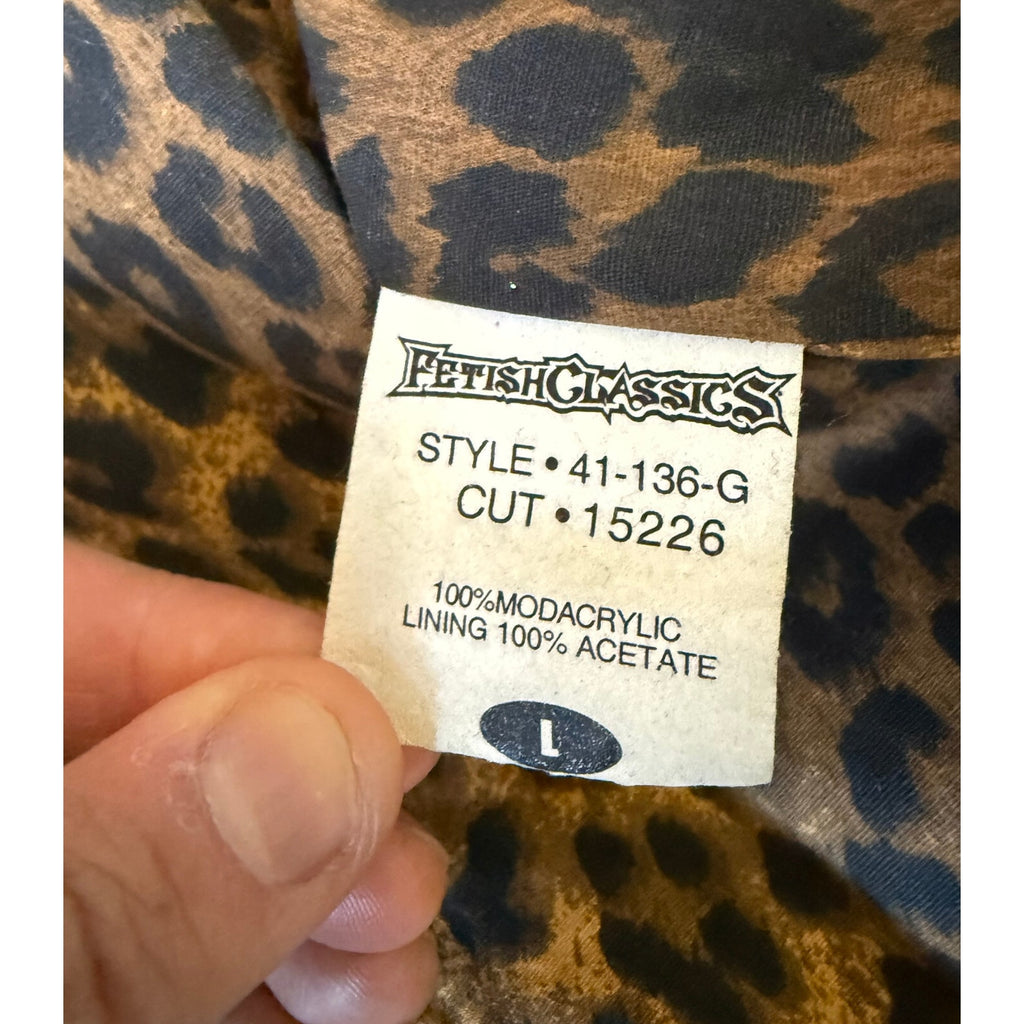 FETISHCLASSICS
STYLE • 41-136-G
CUT • 15226
100%MODACRYLIC
LINING 100% ACETATE
L